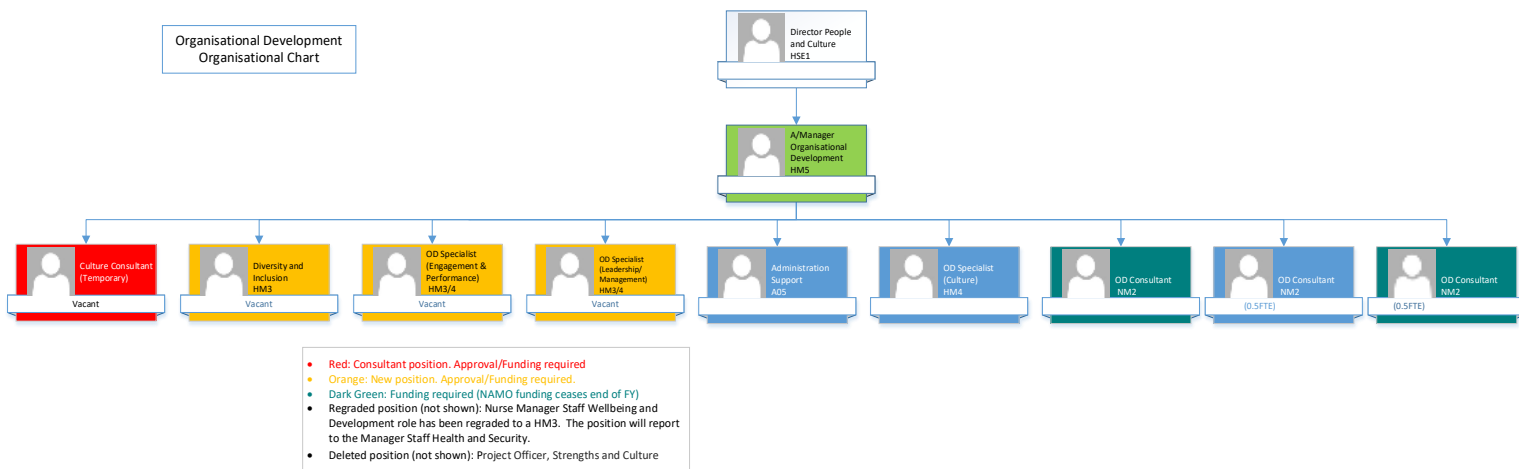 Organisational Development
Organisational Chart
Director People
and Culture
HSE1
A/Manager
Organisational
Development
HM5
Culture Consultant
(Temporary)
Vacant
Diversity and
Inclusion
HM3
Vacant
OD Specialist
(Engagement &
Performance)
HM3/4
Vacant
OD Specialist
(Leadership/
Management)
HM3/4
Vacant
Administration
Support
A05
OD Specialist
(Culture)
HM4
OD Consultant
NM2
OD Consultant
NM2
(0.5FTE)
OD Consultant
NM2
(0.5FTE)
• Red: Consultant position. Approval/Funding required
• Orange: New position. Approval/Funding required.
• Dark Green: Funding required (NAMO funding ceases end of FY)
• Regraded position (not shown): Nurse Manager Staff Wellbeing and
Development role has been regraded to a HM3. The position will report
to the Manager Staff Health and Security.
• Deleted position (not shown): Project Officer, Strengths and Culture